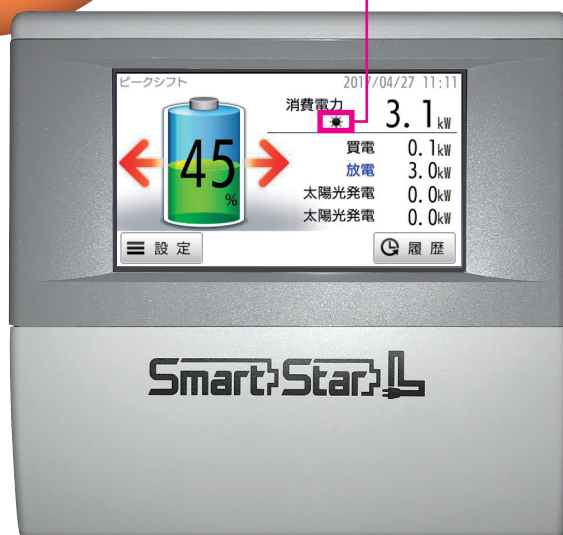 ピークシフト 2017/04/27 11:11
消費電力 3.1kW
買電 0.1kW
放電 3.0kW
太陽光発電 0.0kW
太陽光発電 0.0kW
45%
設定 履歴
Smart Star L